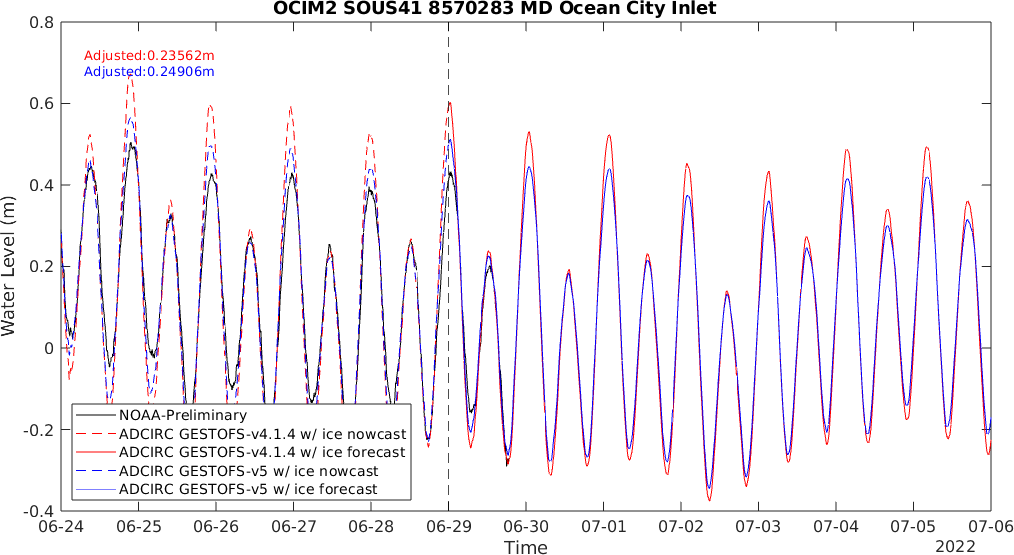 OCIM2 SOUS41 8570283 MD Ocean City Inlet
Adjusted:0.23562m
Adjusted:0.24906m
Water Level (m)
0.8
0.6
0.4
0.2
0
-0.2
-0.4
NOAA-Preliminary
ADCIRC GESTOFS-v4.1.4 w/ ice nowcast
ADCIRC GESTOFS-v4.1.4 w/ ice forecast
ADCIRC GESTOFS-v5 w/ ice nowcast
ADCIRC GESTOFS-v5 w/ ice forecast
06-24 06-25 06-26 06-27 06-28 06-29 06-30 07-01 07-02 07-03 07-04 07-05 07-06
Time
2022